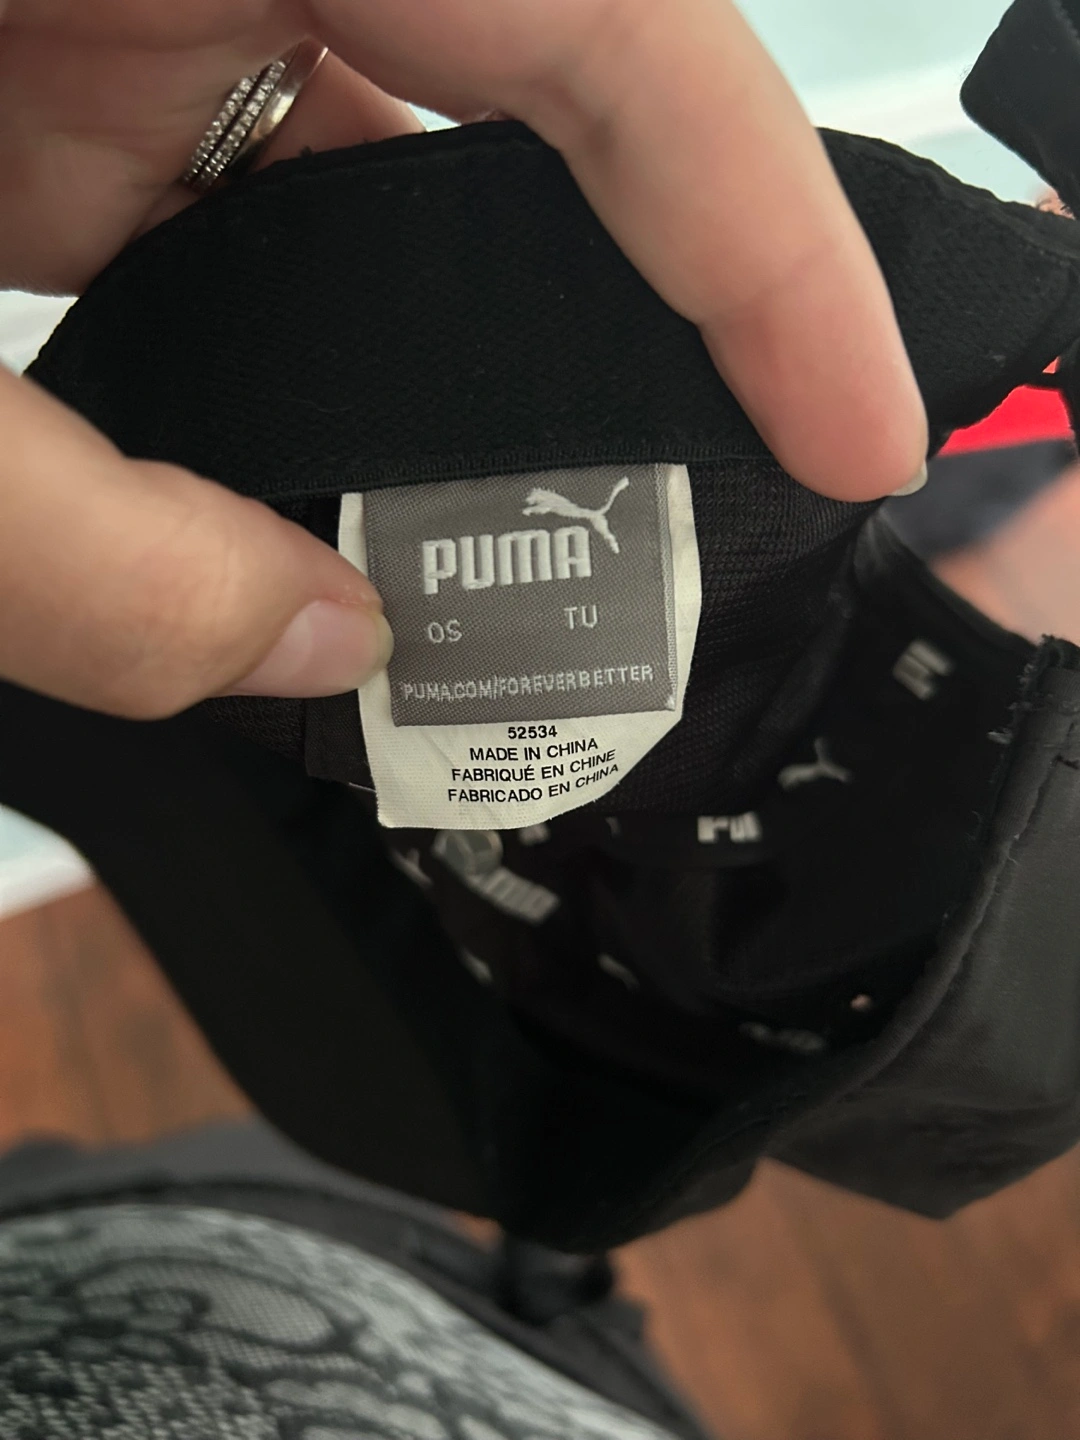 PUMA
OS TU
PUMA.COM/FOREVERBETTER
52534
MADE IN CHINA
FABRIQUÉ EN CHINE
FABRICADO EN CHINA